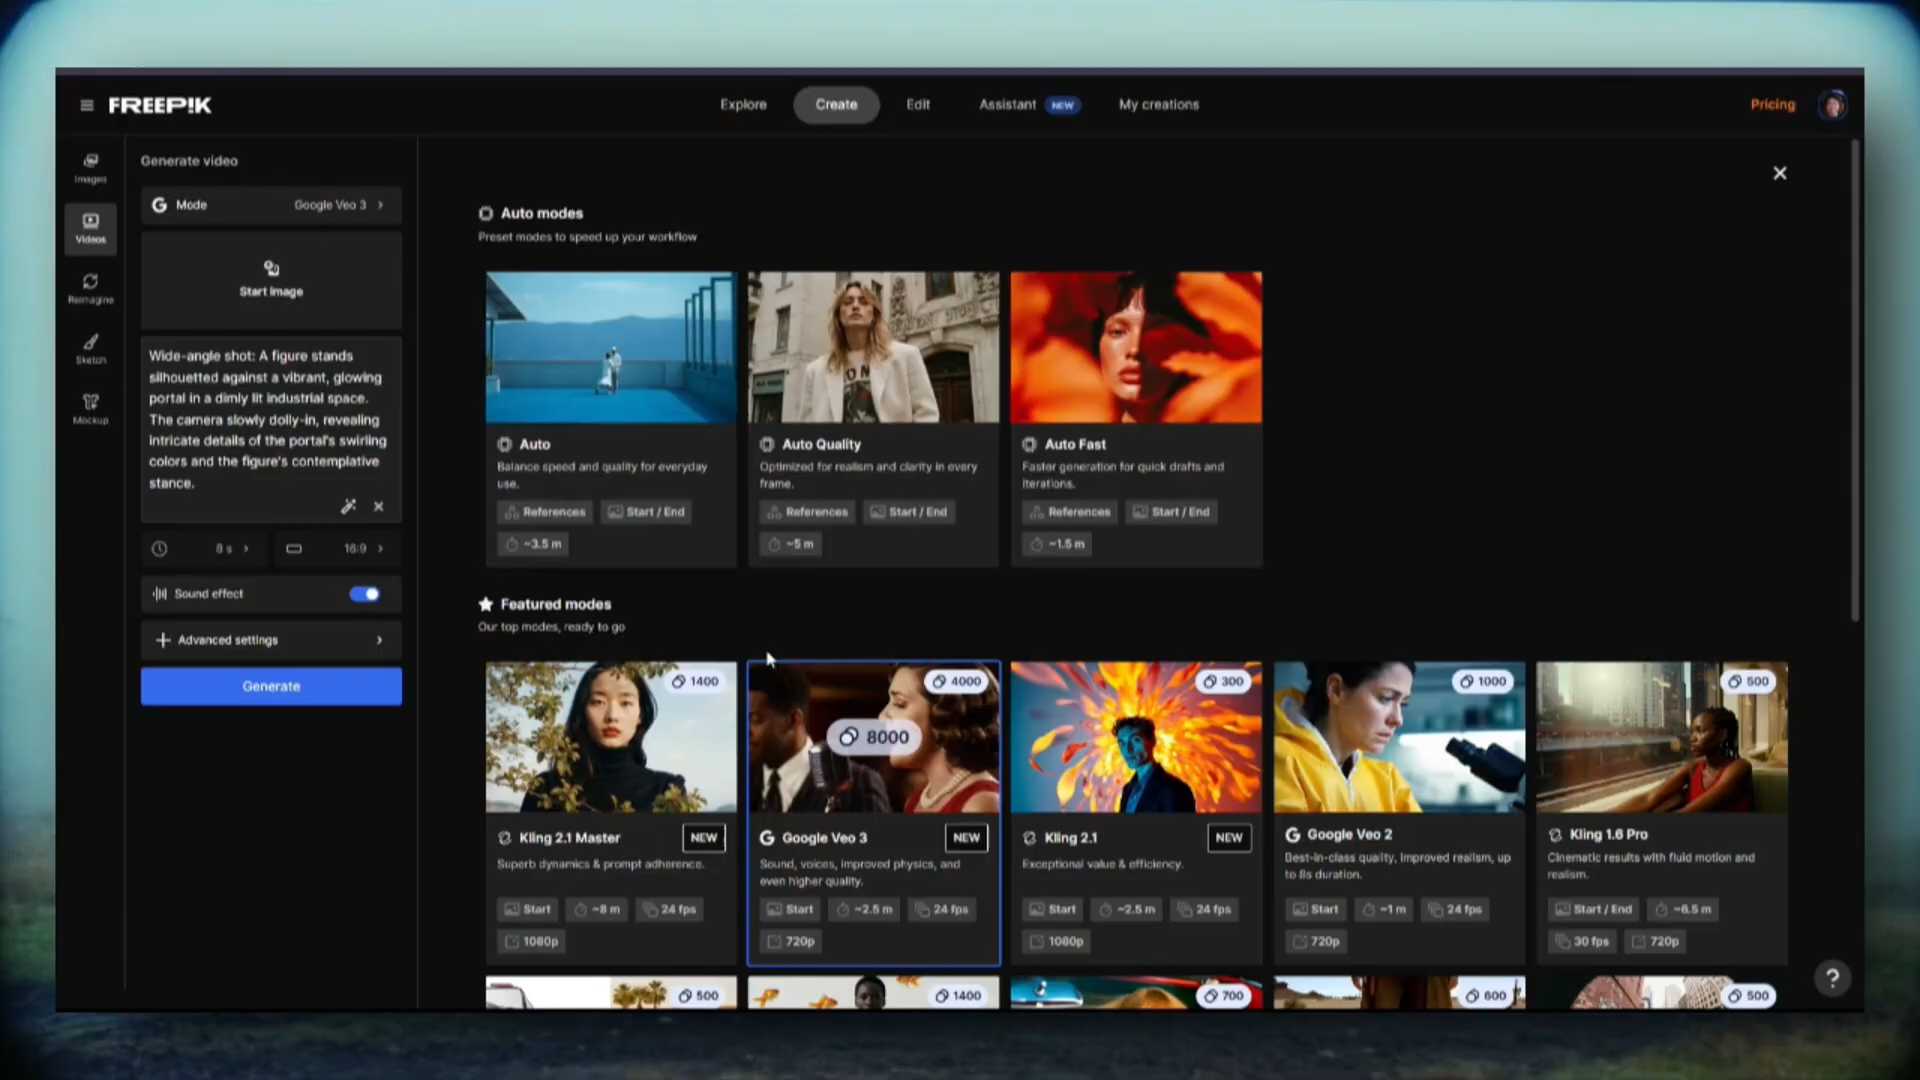 FREEP!K
Explore
Create
Edit
Assistant NEW
My creations
Pricing
Images
Videos
Reimagine
Sketch
Mockup
Generate video
G Mode Google Veo 3 >
Start image
Wide-angle shot: A figure stands
silhouetted against a vibrant, glowing
portal in a dimly lit industrial space.
The camera slowly dolly-in, revealing
intricate details of the portal's swirling
colors and the figure's contemplative
stance.
8 s >
16:9 >
Sound effect
Advanced settings >
Generate
Auto modes
Preset modes to speed up your workflow
Auto
Balance speed and quality for everyday
use.
References Start / End
~3.5 m
Auto Quality
Optimized for realism and clarity in every
frame.
References Start / End
~5 m
Auto Fast
Faster generation for quick drafts and
iterations.
References Start / End
~1.5 m
Featured modes
Our top modes, ready to go
1400
Kling 2.1 Master NEW
Superb dynamics & prompt adherence.
Start ~8 m 24 fps
1080p
4000
8000
G Google Veo 3 NEW
Sound, voices, improved physics, and
even higher quality.
Start ~2.5 m 24 fps
720p
300
Kling 2.1 NEW
Exceptional value & efficiency.
Start ~2.5 m 24 fps
1080p
1000
G Google Veo 2
Best-in-class quality, improved realism, up
to 8s duration.
Start ~1 m 24 fps
720p
500
Kling 1.6 Pro
Cinematic results with fluid motion and
realism.
Start / End ~6.5 m
30 fps 720p
500
1400
700
600
500
?